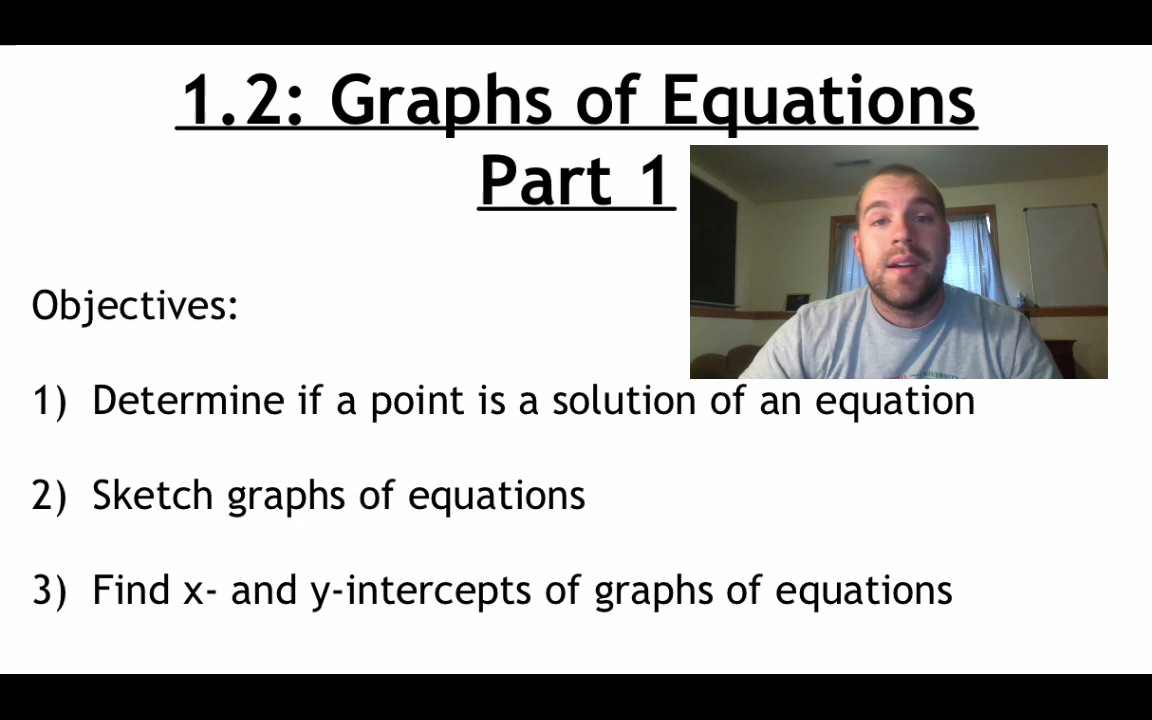 1.2: Graphs of Equations
Part 1
Objectives:
1) Determine if a point is a solution of an equation
2) Sketch graphs of equations
3) Find x- and y-intercepts of graphs of equations